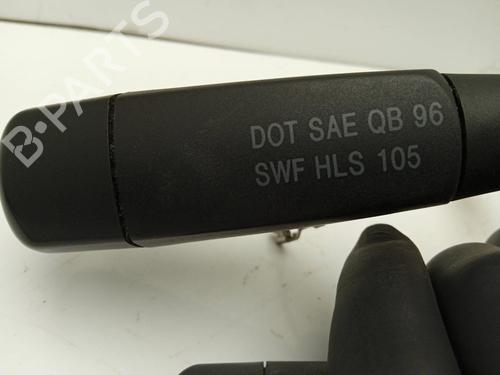 B-PARTS
DOT SAE QB 96
SWF HLS 105